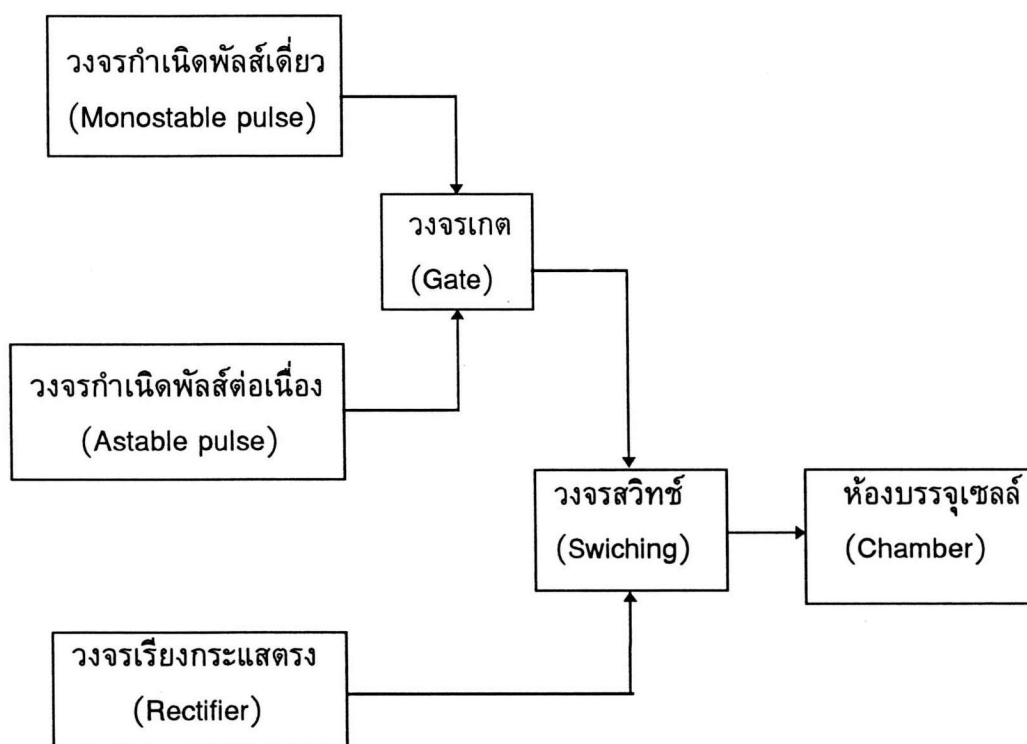 วงจรกำเนิดพัลส์เดี่ยว
(Monostable pulse)
วงจรเกต
(Gate)
วงจรกำเนิดพัลส์ต่อเนื่อง
(Astable pulse)
วงจรสวิทช์
(Swiching)
ห้องบรรจุเซลล์
(Chamber)
วงจรเรียงกระแสตรง
(Rectifier)